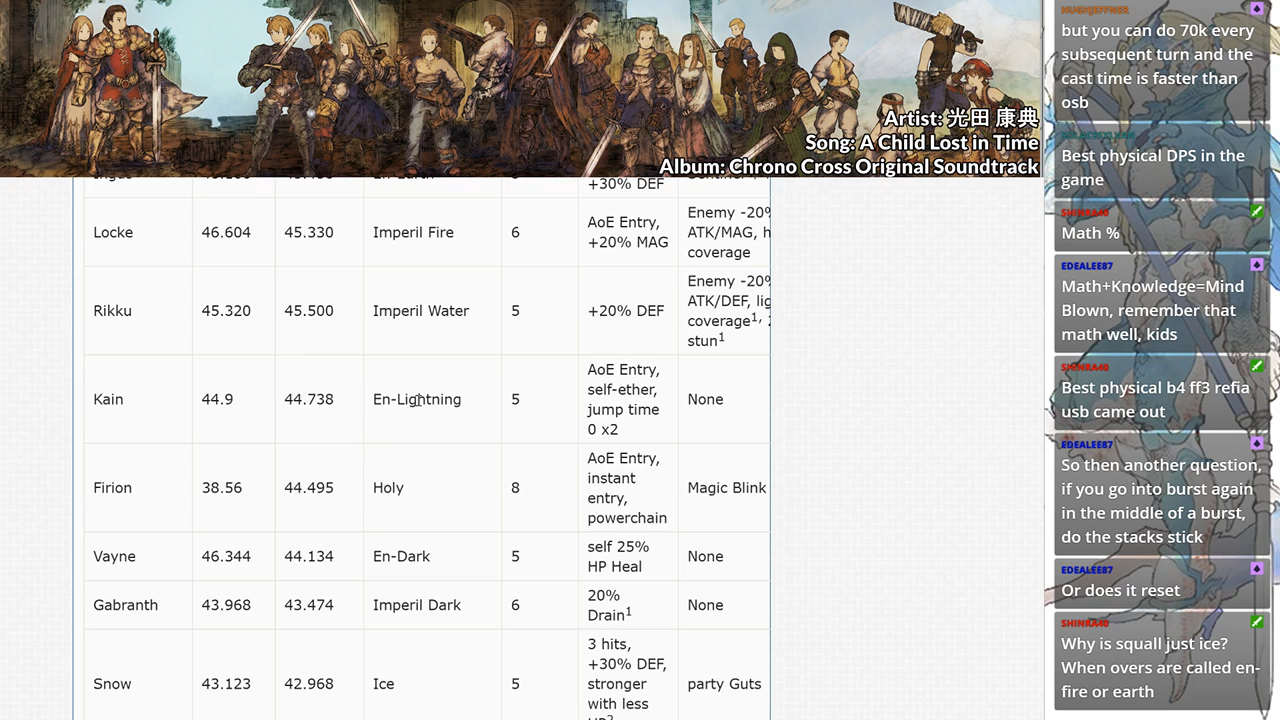 Artist: 光田 康典
Song: A Child Lost in Time
Album: Chrono Cross Original Soundtrack
+30% DEF
Locke 46.604 45.330 Imperil Fire 6 AoE Entry, +20% MAG Enemy -20% ATK/MAG, h coverage
Rikku 45.320 45.500 Imperil Water 5 +20% DEF Enemy -20% ATK/DEF, lig coverage1, stun1
Kain 44.9 44.738 En-Lightning 5 AoE Entry, self-ether, jump time 0 x2 None
Firion 38.56 44.495 Holy 8 AoE Entry, instant entry, powerchain Magic Blink
Vayne 46.344 44.134 En-Dark 5 self 25% HP Heal None
Gabranth 43.968 43.474 Imperil Dark 6 20% Drain1 None
Snow 43.123 42.968 Ice 5 3 hits, +30% DEF, stronger with less party Guts
but you can do 70k every
subsequent turn and the
cast time is faster than
osb
Best physical DPS in the
game
SHINRA40
Math %
EDEALEE87
Math+Knowledge=Mind
Blown, remember that
math well, kids
SHINRA40
Best physical b4 ff3 refia
usb came out
EDEALEE87
So then another question,
if you go into burst again
in the middle of a burst,
do the stacks stick
EDEALEE87
Or does it reset
SHINRA40
Why is squall just ice?
When overs are called en-
fire or earth